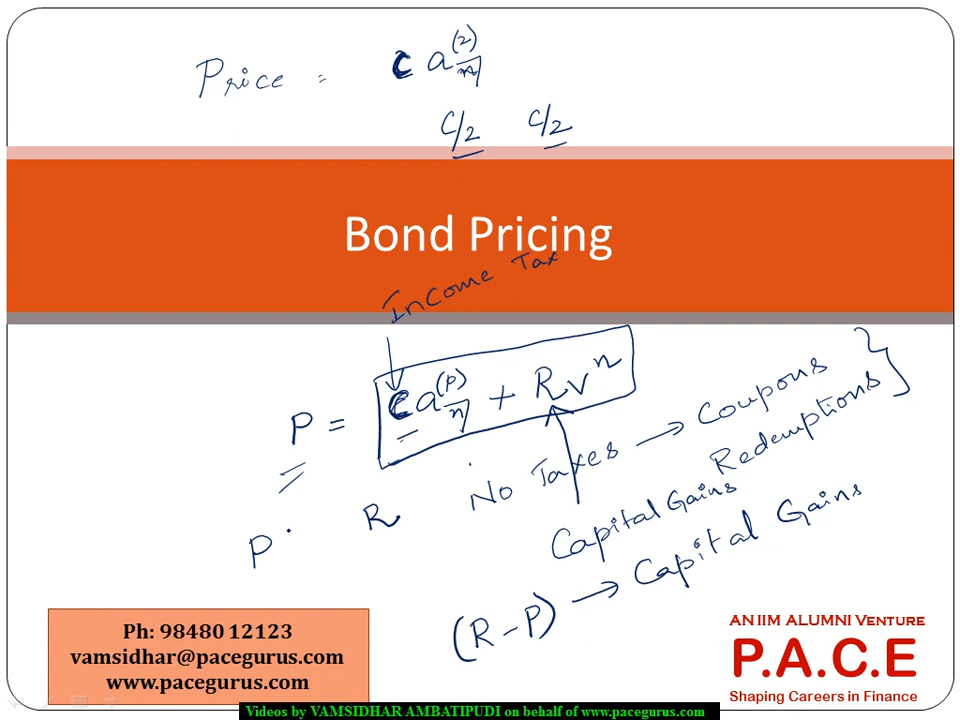 Price = C a⁽²⁾n
C/2 C/2
Bond Pricing
Income Tax
P = C a⁽ᵖ⁾n + Rvⁿ
No Taxes → Coupons
Redemptions
P R
Capital Gains
(R-P) → Capital Gains
Ph: 98480 12123
vamsidhar@pacegurus.com
www.pacegurus.com
AN IIM ALUMNI VENTURE
P.A.C.E
Shaping Careers in Finance
Videos by VAMSIDHAR AMBATIPUDI on behalf of www.pacegurus.com